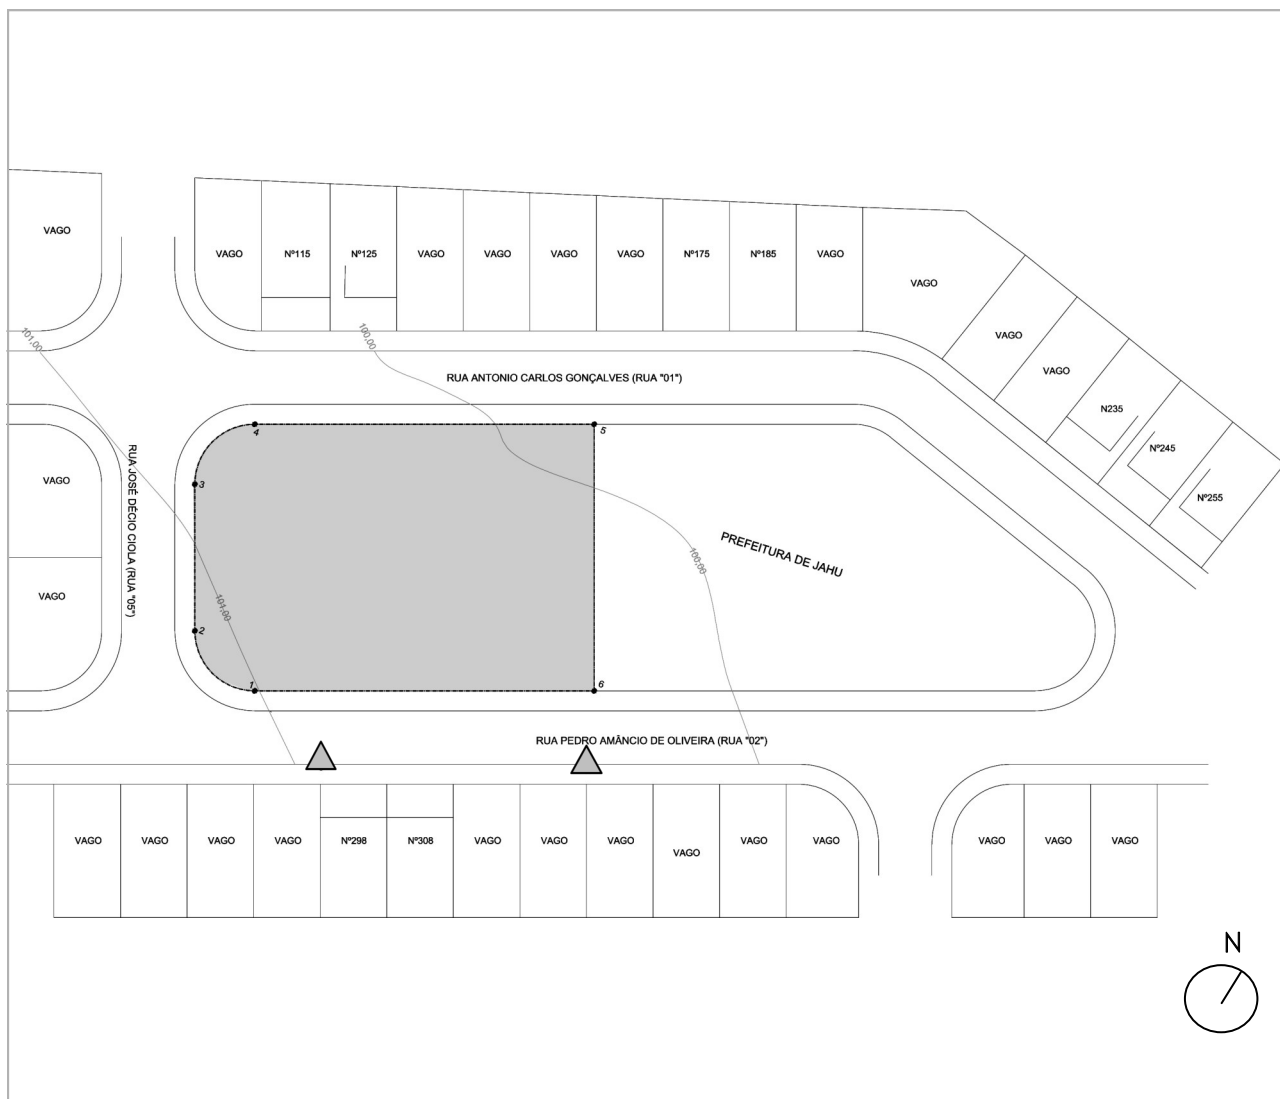 VAGO
VAGO
Nº115
Nº125
VAGO
VAGO
VAGO
VAGO
Nº175
Nº185
VAGO
VAGO
VAGO
VAGO
N235
Nº245
Nº255
101,00
100,00
RUA ANTONIO CARLOS GONÇALVES (RUA "01")
4
5
VAGO
RUA JOSÉ DÉCIO CIOLA (RUA "05")
3
PREFEITURA DE JAHU
100,00
VAGO
101,00
2
1
6
RUA PEDRO AMÂNCIO DE OLIVEIRA (RUA "02")
VAGO
VAGO
VAGO
VAGO
Nº298
Nº308
VAGO
VAGO
VAGO
VAGO
VAGO
VAGO
VAGO
VAGO
VAGO
N